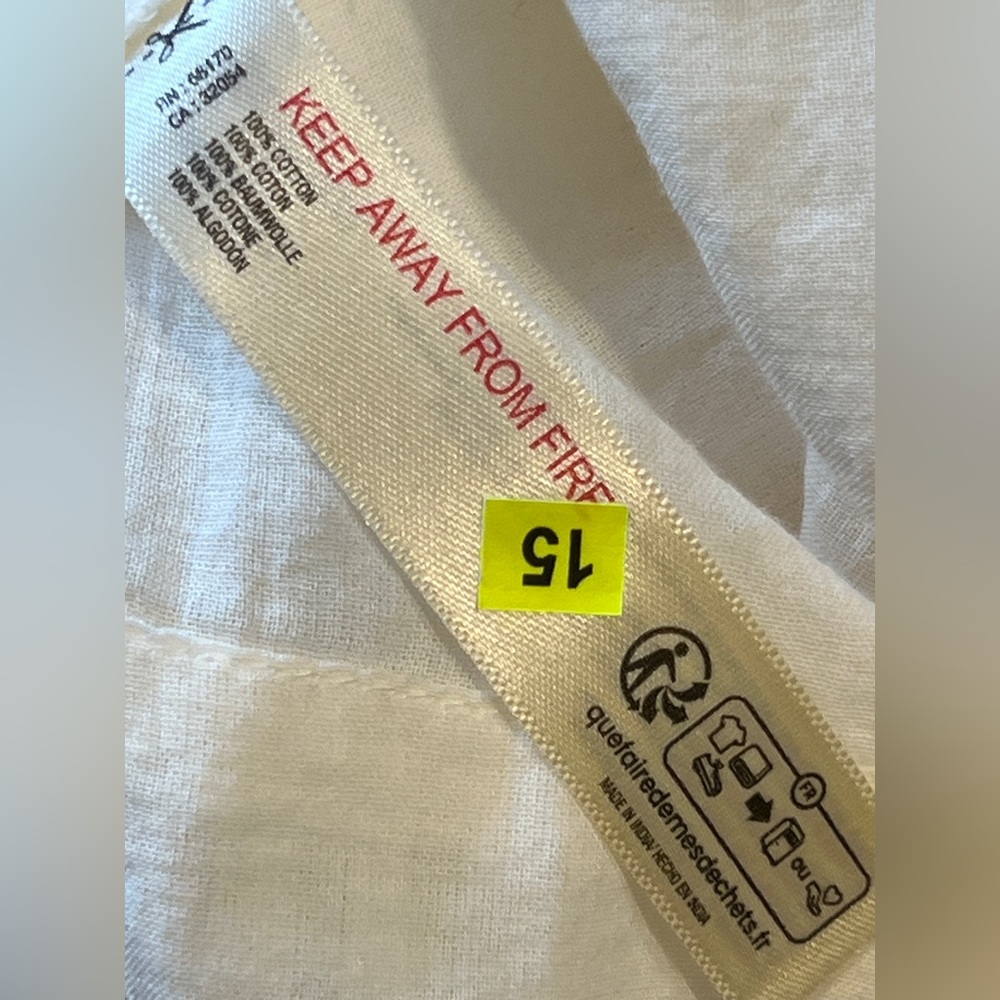 RN : 66170
CA : 32054
100% COTTON
100% COTON
100% BAUMWOLLE
100% COTONE
100% ALGODÓN
KEEP AWAY FROM FIRE
15
FR
ou
quefairedemesdechets.fr
MADE IN INDIA/ HECHO EN INDIA